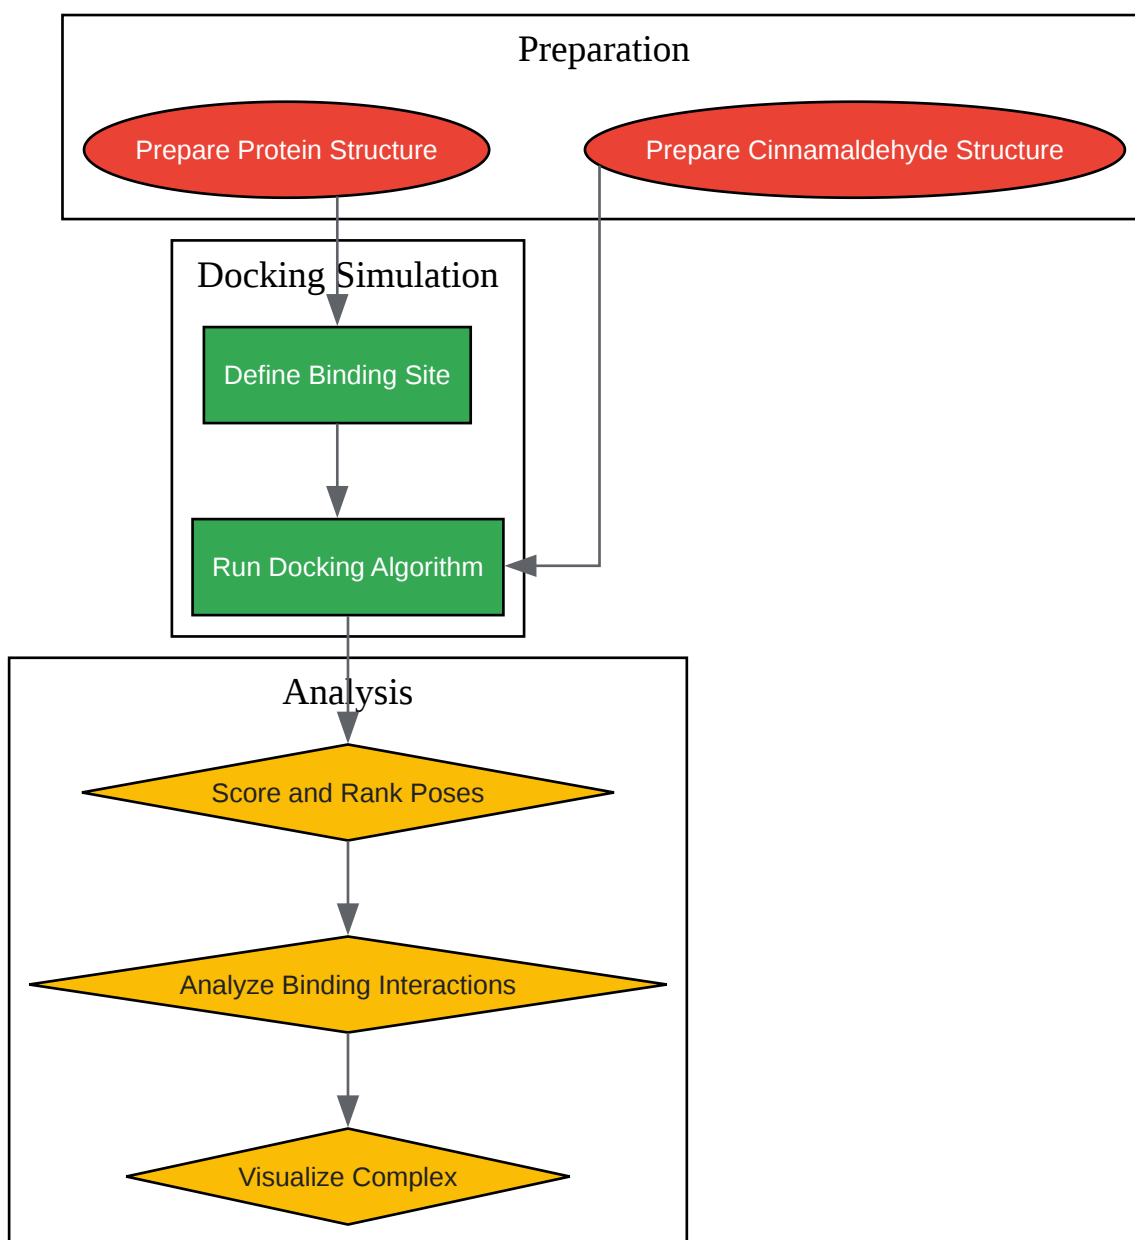 Preparation
Prepare Protein Structure
Prepare Cinnamaldehyde Structure
Docking Simulation
Define Binding Site
Run Docking Algorithm
Analysis
Score and Rank Poses
Analyze Binding Interactions
Visualize Complex